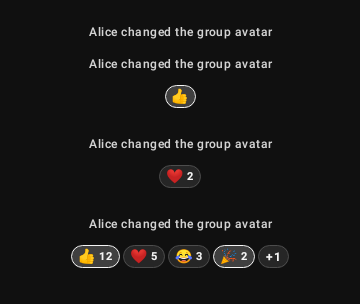 Alice changed the group avatar
Alice changed the group avatar
👍
Alice changed the group avatar
❤️ 2
Alice changed the group avatar
👍 12 ❤️ 5 😂 3 🎉 2 +1